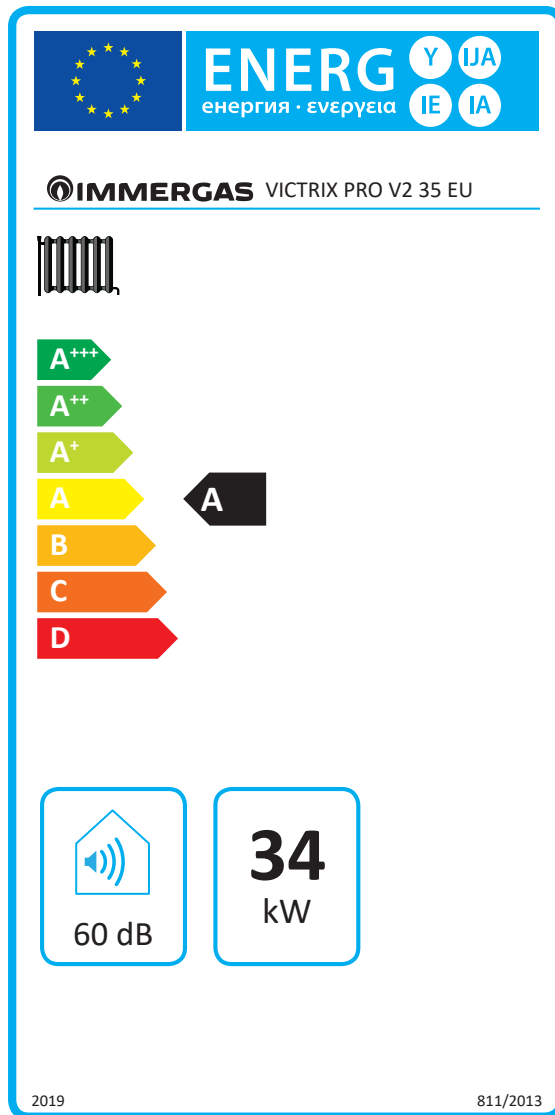 ENERG Y IJA
енергия · ενεργεια IE IA
IMMERGAS VICTRIX PRO V2 35 EU
A+++
A++
A+
A A
B
C
D
60 dB
34
kW
2019 811/2013